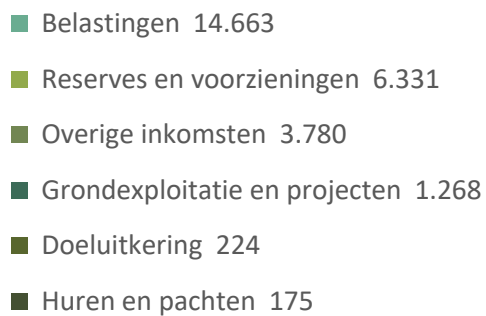 Belastingen 14.663
Reserves en voorzieningen 6.331
Overige inkomsten 3.780
Grondexploitatie en projecten 1.268
Doeluitkering 224
Huren en pachten 175